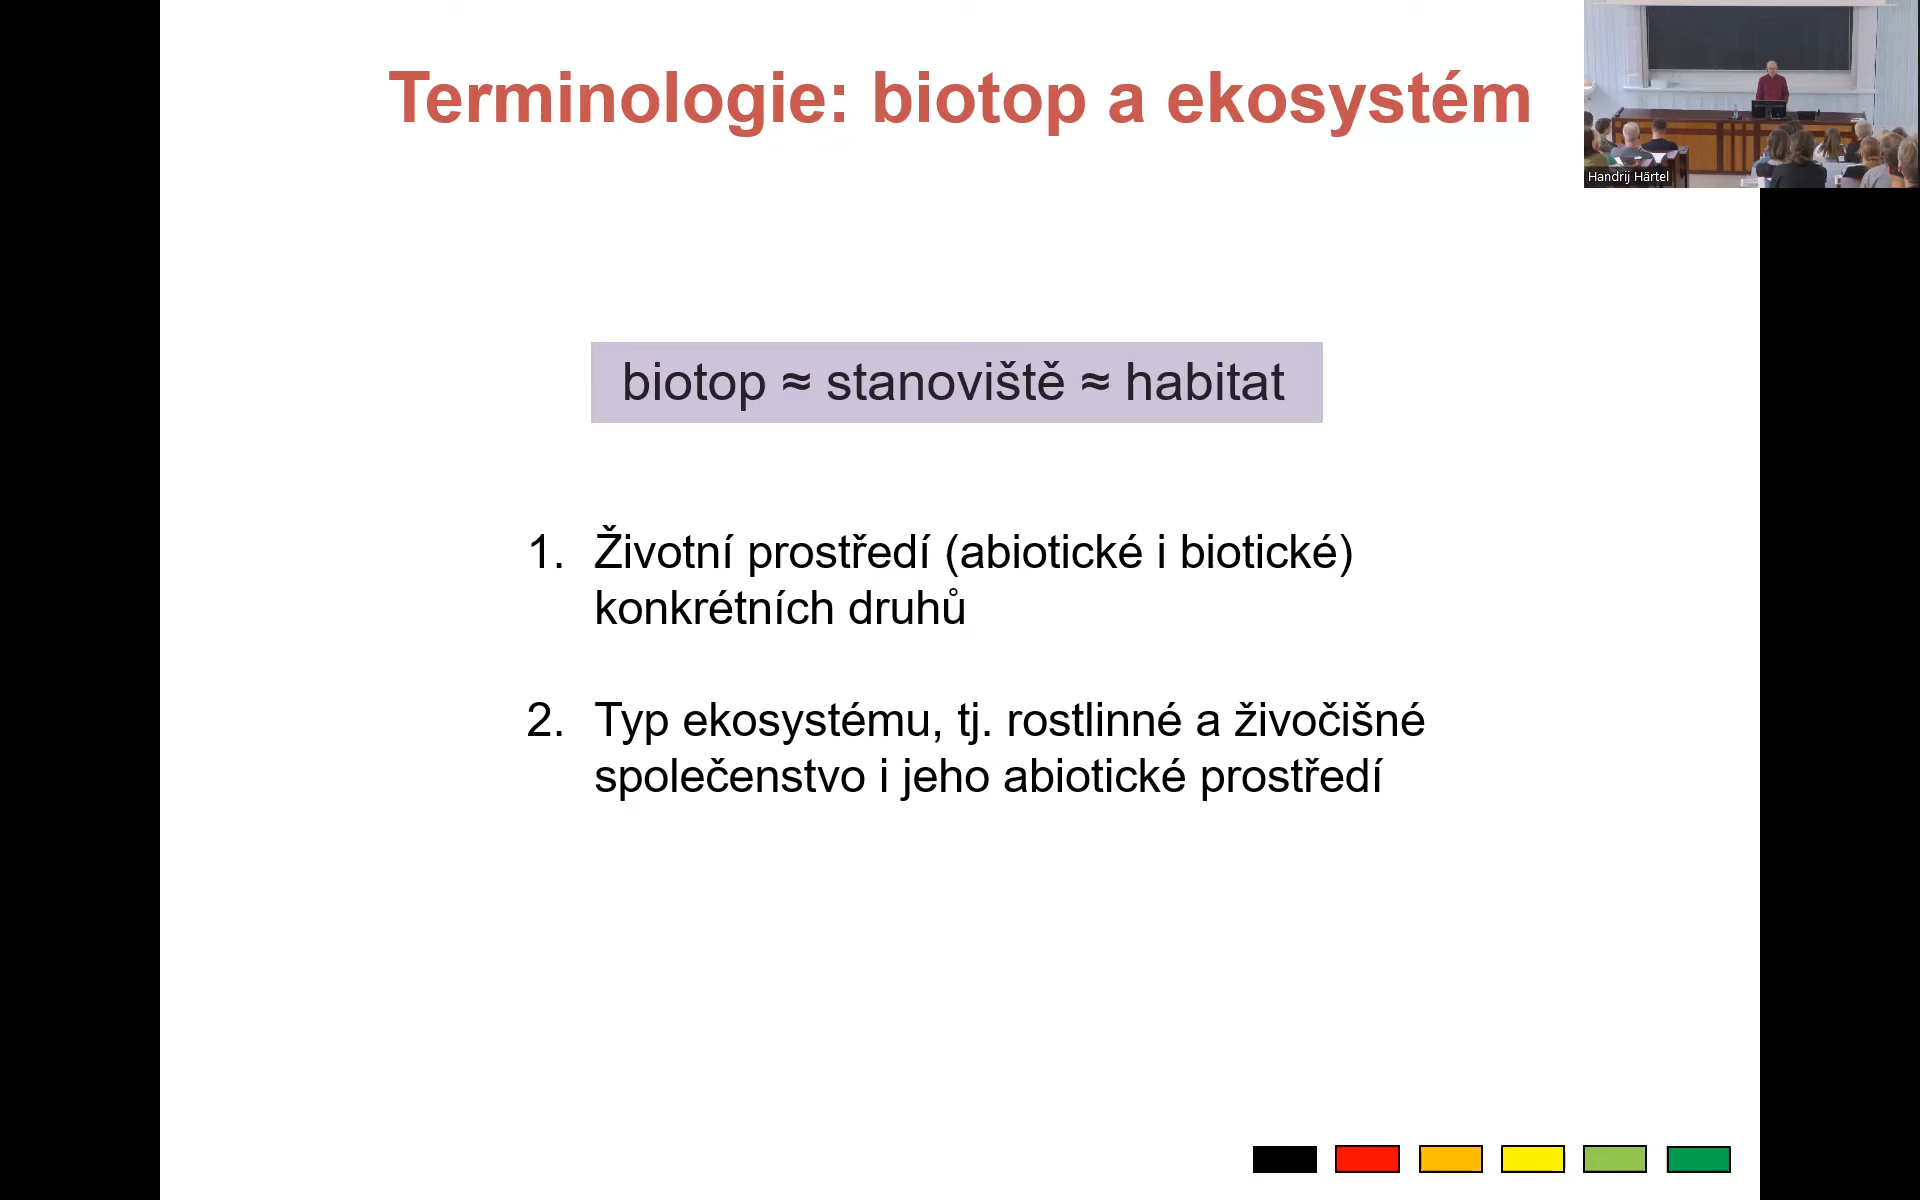 Terminologie: biotop a ekosystém
Handrij Härtel
biotop ≈ stanoviště ≈ habitat
1. Životní prostředí (abiotické i biotické)
konkrétních druhů
2. Typ ekosystému, tj. rostlinné a živočišné
společenstvo i jeho abiotické prostředí